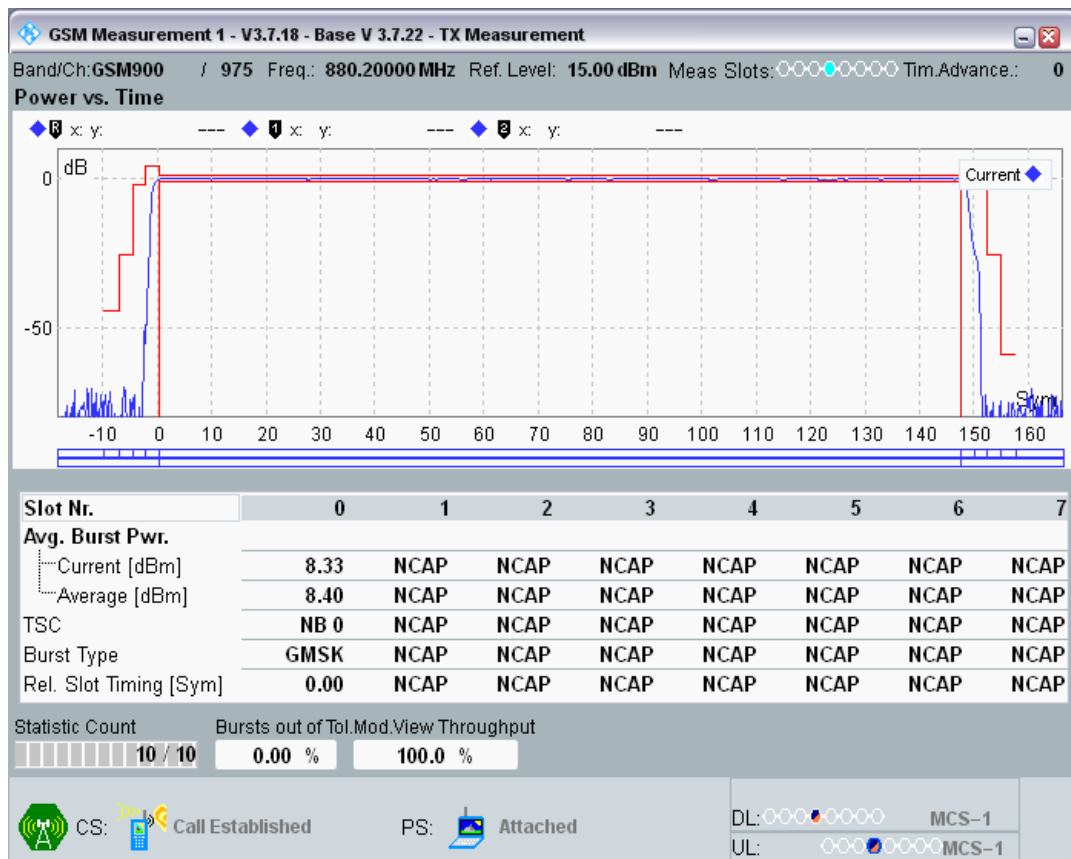 GSM Measurement 1 - V3.7.18 - Base V 3.7.22 - TX Measurement
Band/Ch:GSM900 / 975 Freq.: 880.20000 MHz Ref. Level: 15.00 dBm Meas Slots: Tim.Advance.: 0
Power vs. Time
R x: y: --- 1 x: y: --- 2 x: y: ---
dB
Current
0
-50
Sym
-10 0 10 20 30 40 50 60 70 80 90 100 110 120 130 140 150 160
Slot Nr. 0 1 2 3 4 5 6 7
Avg. Burst Pwr.
Current [dBm] 8.33 NCAP NCAP NCAP NCAP NCAP NCAP NCAP
Average [dBm] 8.40 NCAP NCAP NCAP NCAP NCAP NCAP NCAP
TSC NB 0 NCAP NCAP NCAP NCAP NCAP NCAP NCAP
Burst Type GMSK NCAP NCAP NCAP NCAP NCAP NCAP NCAP
Rel. Slot Timing [Sym] 0.00 NCAP NCAP NCAP NCAP NCAP NCAP NCAP
Statistic Count Bursts out of Tol.Mod.View Throughput
10 / 10 0.00 % 100.0 %
CS: Call Established PS: Attached
DL: MCS-1
UL: MCS-1